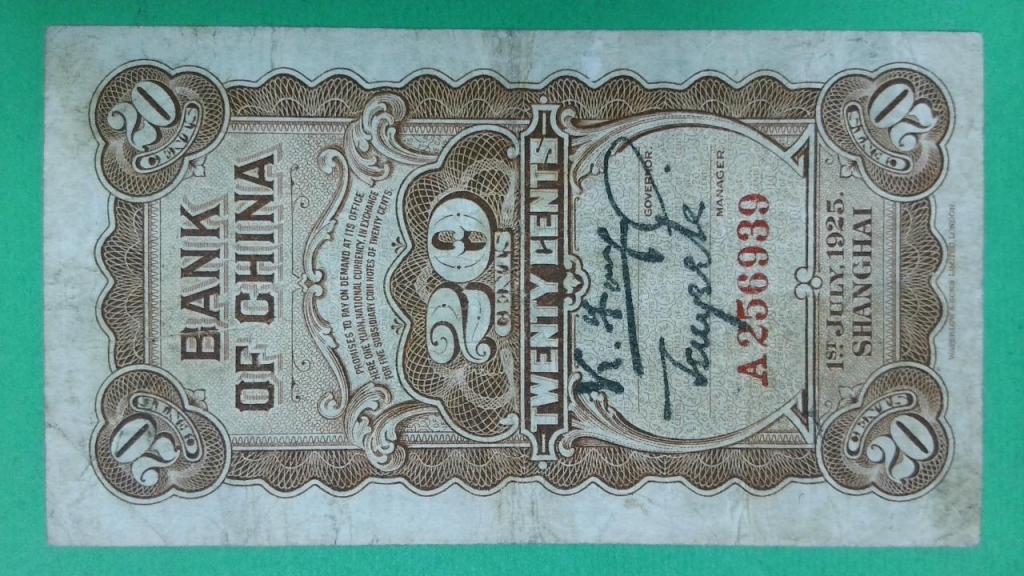 20
CENTS
20
CENTS
BANK
OF CHINA
PROMISES TO PAY ON DEMAND AT ITS OFFICE
HERE ONE YUAN, NAT'L NATIONAL CURRENCY, IN EXCHANGE
FOR FIVE SUBSIDIARY COIN NOTES OF TWENTY CENTS.
20
CENTS
TWENTY CENTS
GOVERNOR
MANAGER
A256939
1ST JULY, 1925.
SHANGHAI
20
CENTS
CENTS
20